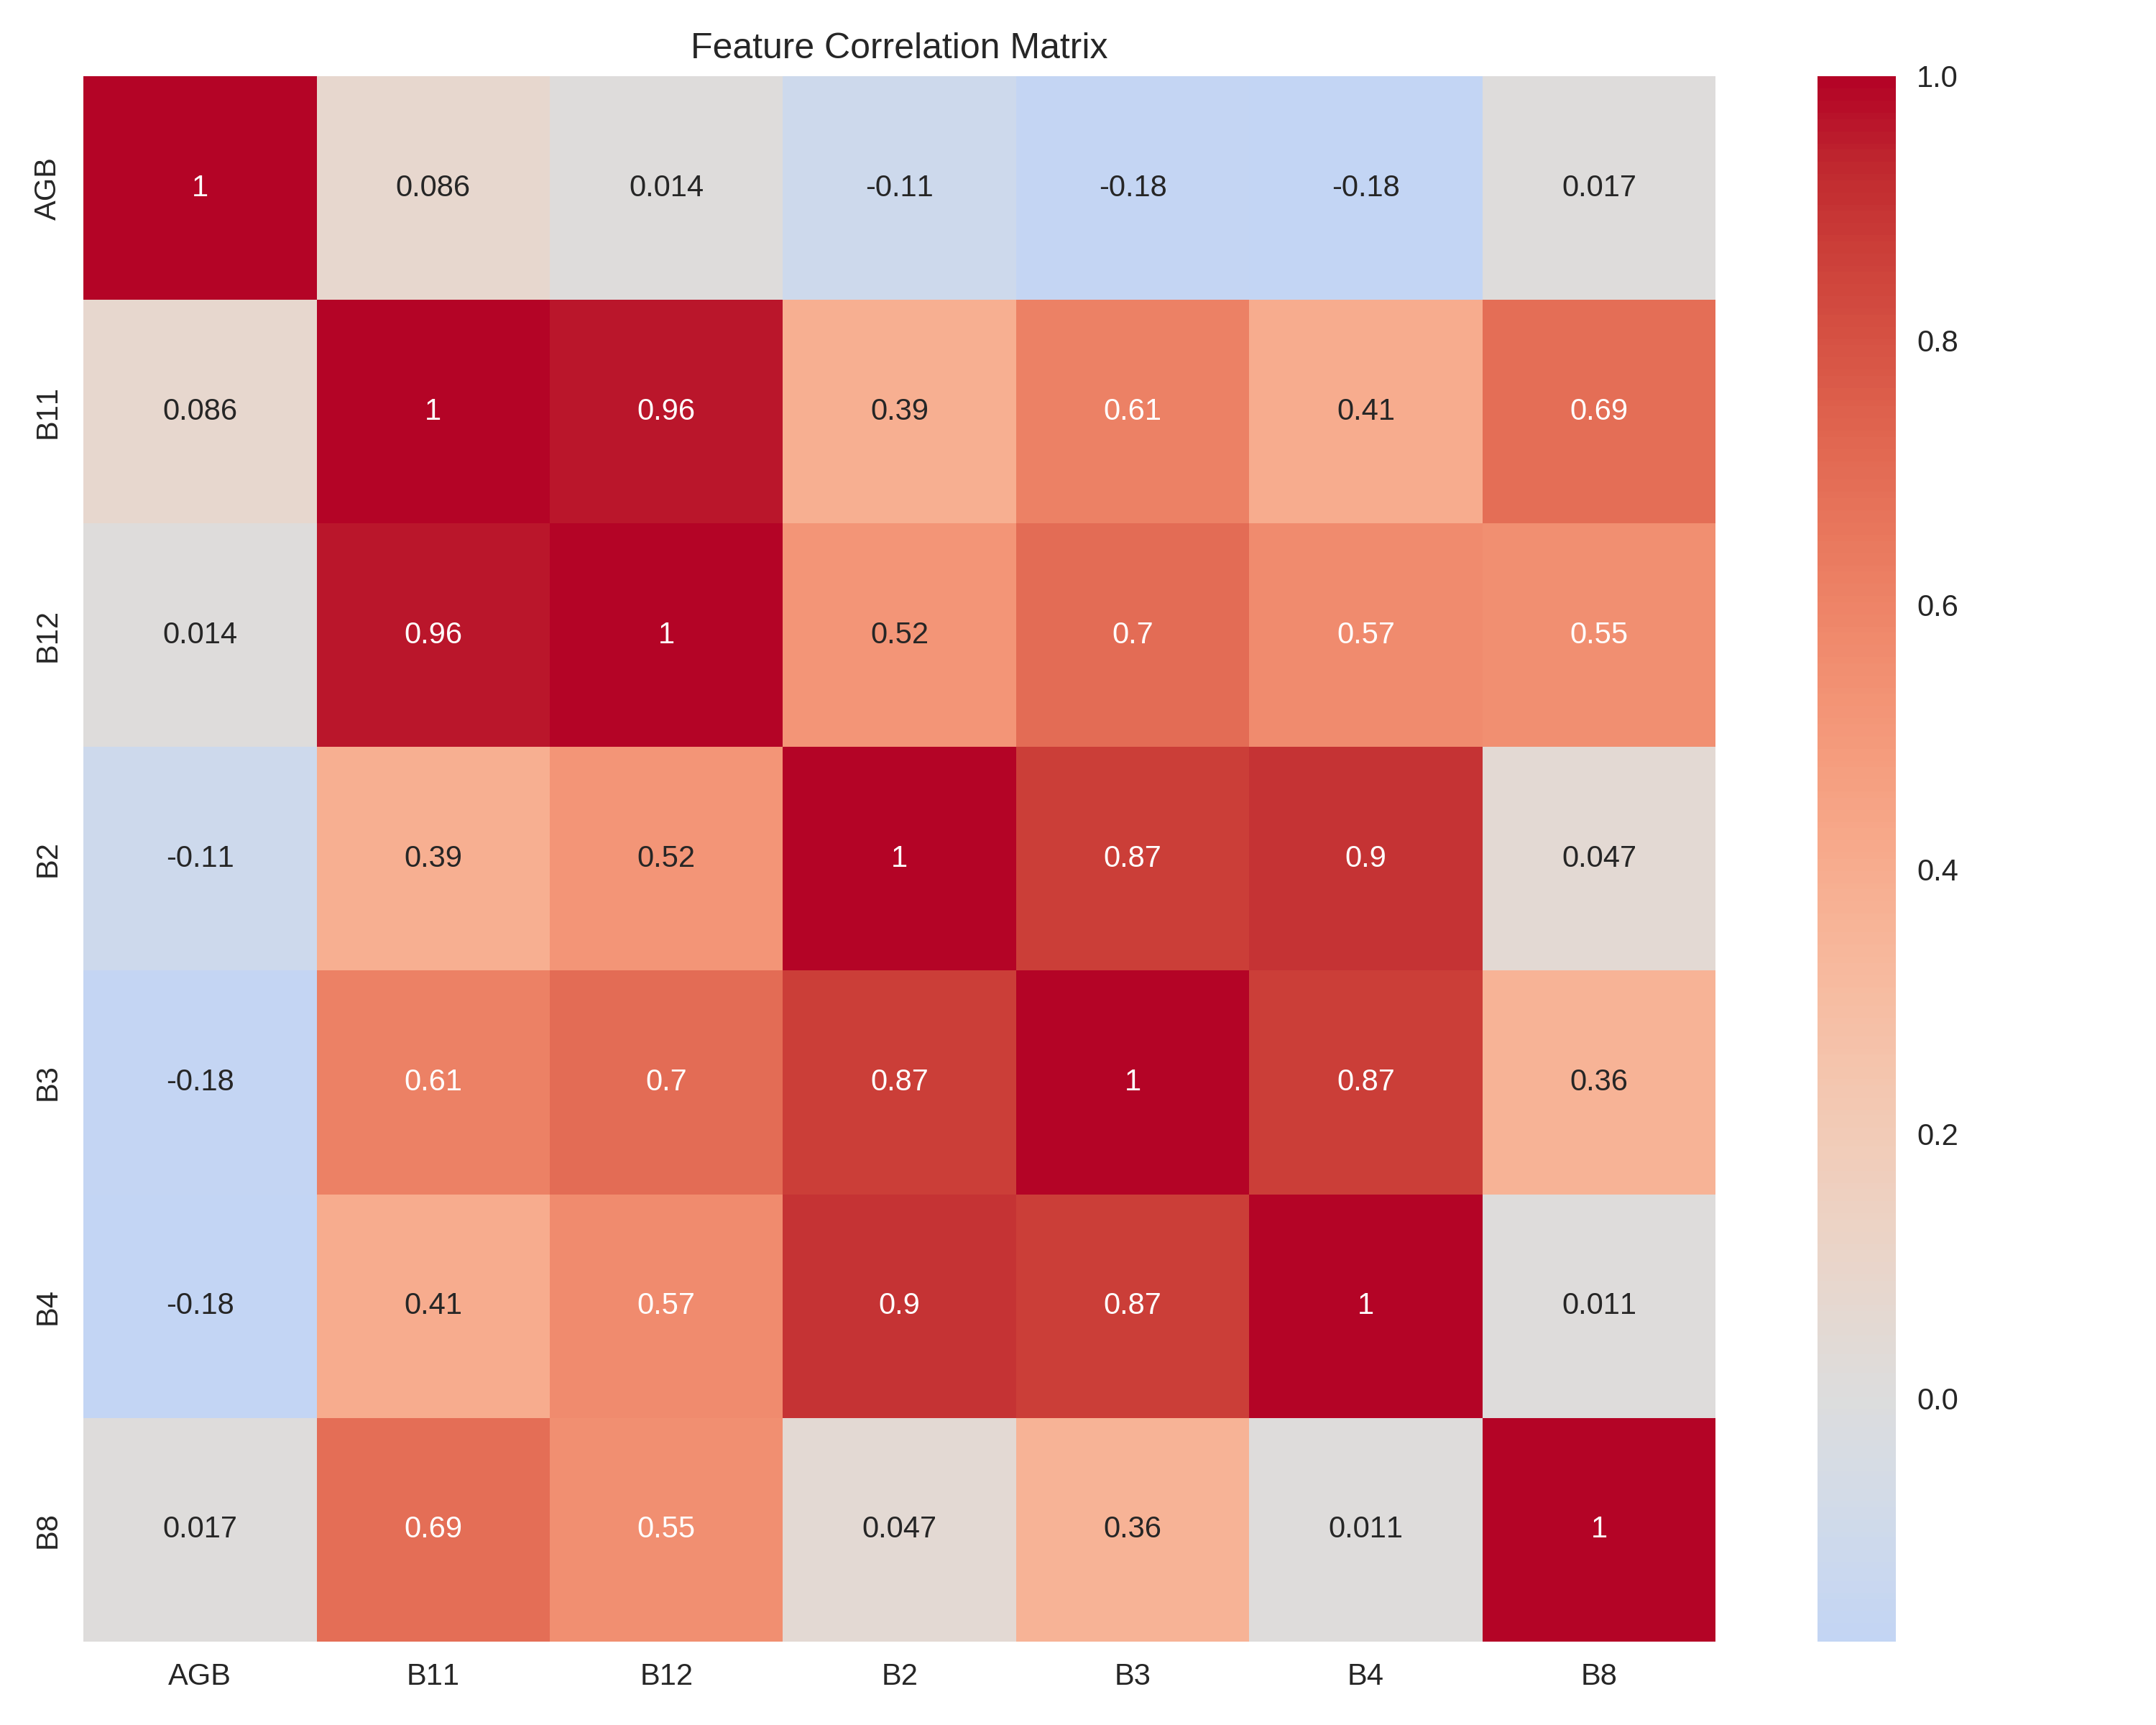 Feature Correlation Matrix
AGB 1 0.086 0.014 -0.11 -0.18 -0.18 0.017
B11 0.086 1 0.96 0.39 0.61 0.41 0.69
B12 0.014 0.96 1 0.52 0.7 0.57 0.55
B2 -0.11 0.39 0.52 1 0.87 0.9 0.047
B3 -0.18 0.61 0.7 0.87 1 0.87 0.36
B4 -0.18 0.41 0.57 0.9 0.87 1 0.011
B8 0.017 0.69 0.55 0.047 0.36 0.011 1
AGB B11 B12 B2 B3 B4 B8
1.0
0.8
0.6
0.4
0.2
0.0